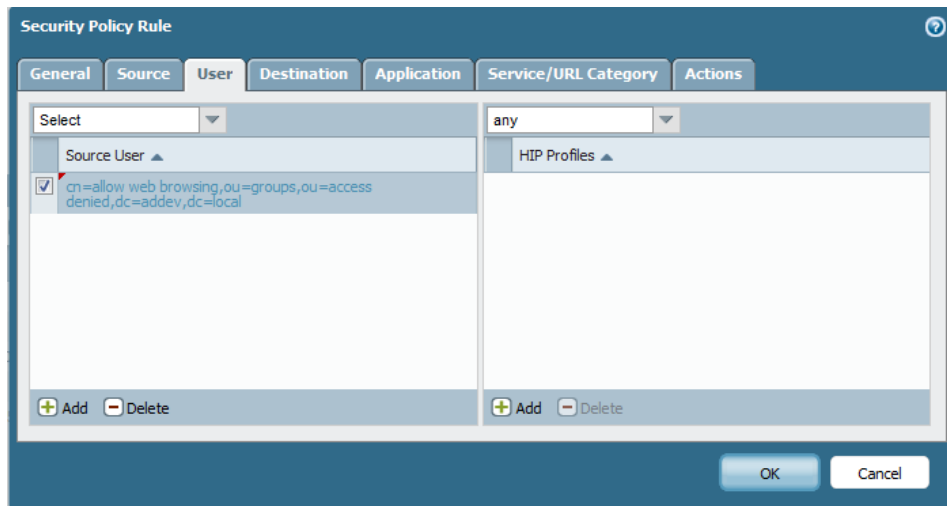 Security Policy Rule
General Source User Destination Application Service/URL Category Actions
Select
any
Source User
HIP Profiles
cn=allow web browsing,ou=groups,ou=access
denied,dc=addev,dc=local
Add Delete
Add Delete
OK Cancel